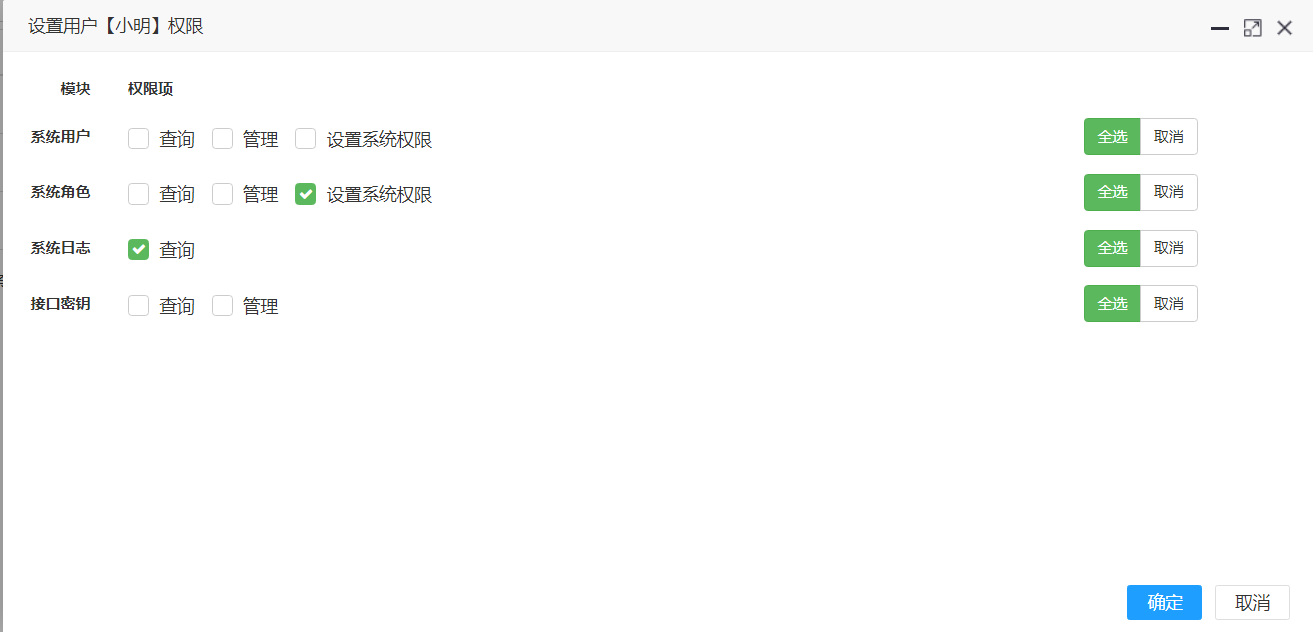 设置用户【小明】权限
模块 权限项
系统用户 查询 管理 设置系统权限 全选 取消
系统角色 查询 管理 设置系统权限 全选 取消
系统日志 查询 全选 取消
接口密钥 查询 管理 全选 取消
确定 取消